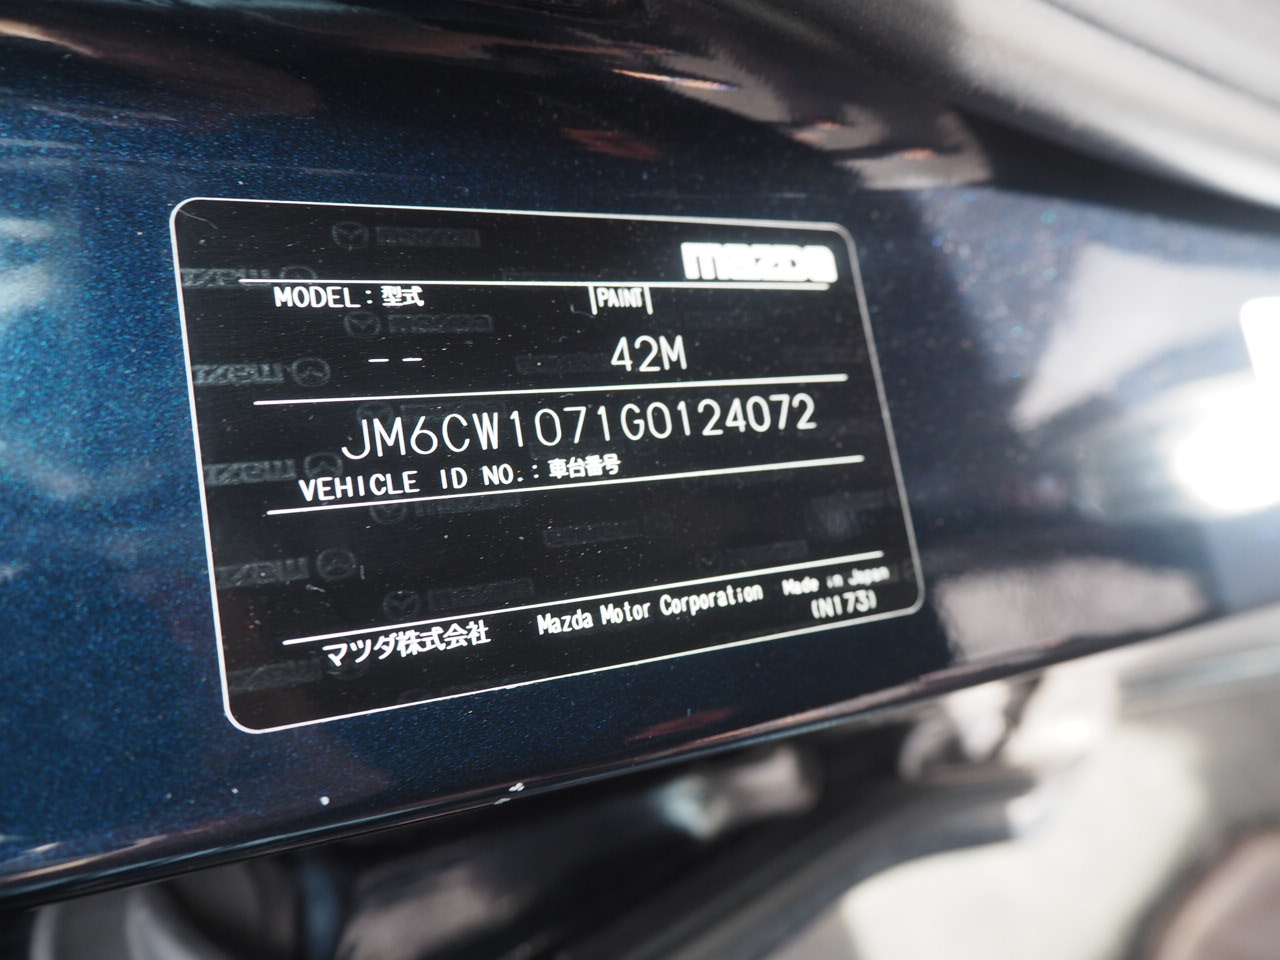 mazda
MODEL:型式 PAINT
-- 42M
JM6CW1071G0124072
VEHICLE ID NO.:車台番号
マツダ株式会社 Mazda Motor Corporation Made in Japan
(N173)